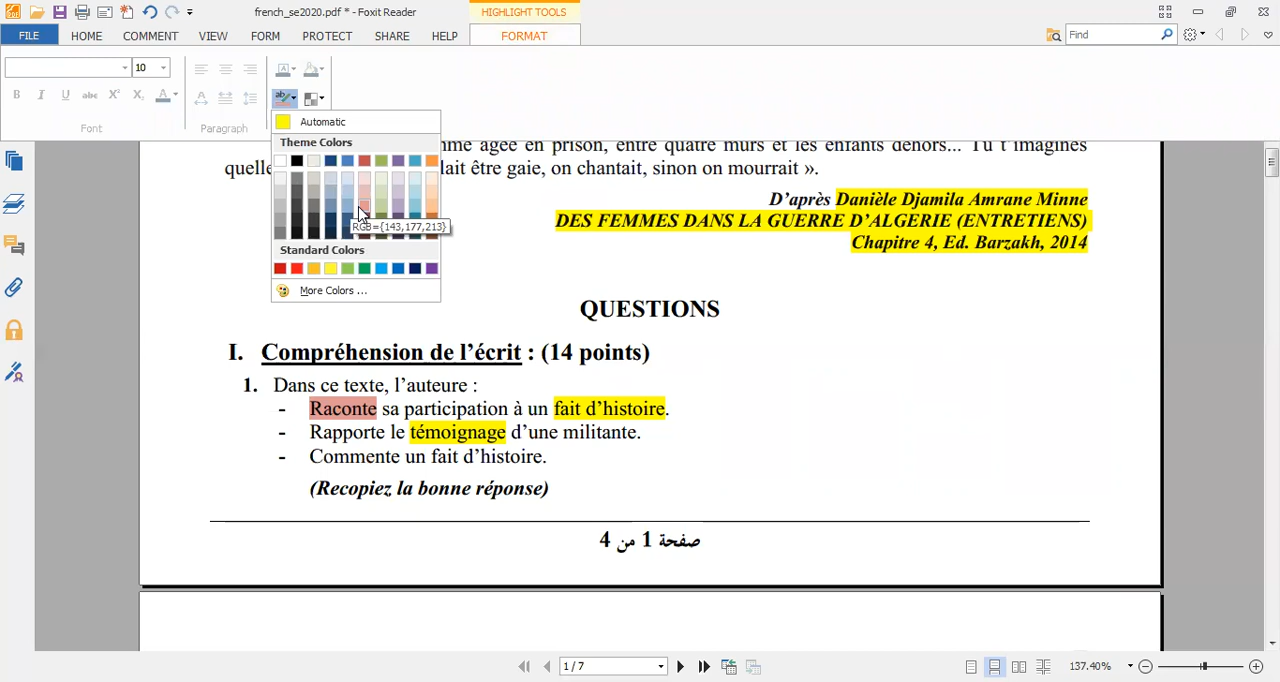 french_se2020.pdf * - Foxit Reader
HIGHLIGHT TOOLS
FILE HOME COMMENT VIEW FORM PROTECT SHARE HELP FORMAT
Find
10
B I U abc X² X₂ A
Font
Paragraph
Automatic
Theme Colors
RGB={143,177,213}
Standard Colors
More Colors ...
me âgée en prison, entre quatre murs et les enfants dehors... Tu t'imagines
quelle lait être gaie, on chantait, sinon on mourrait ».
D'après Danièle Djamila Amrane Minne
DES FEMMES DANS LA GUERRE D'ALGERIE (ENTRETIENS)
Chapitre 4, Ed. Barzakh, 2014
QUESTIONS
I. Compréhension de l'écrit : (14 points)
1. Dans ce texte, l'auteure :
- Raconte sa participation à un fait d'histoire.
- Rapporte le témoignage d'une militante.
- Commente un fait d'histoire.
(Recopiez la bonne réponse)
صفحة 1 من 4
1 / 7
137.40%